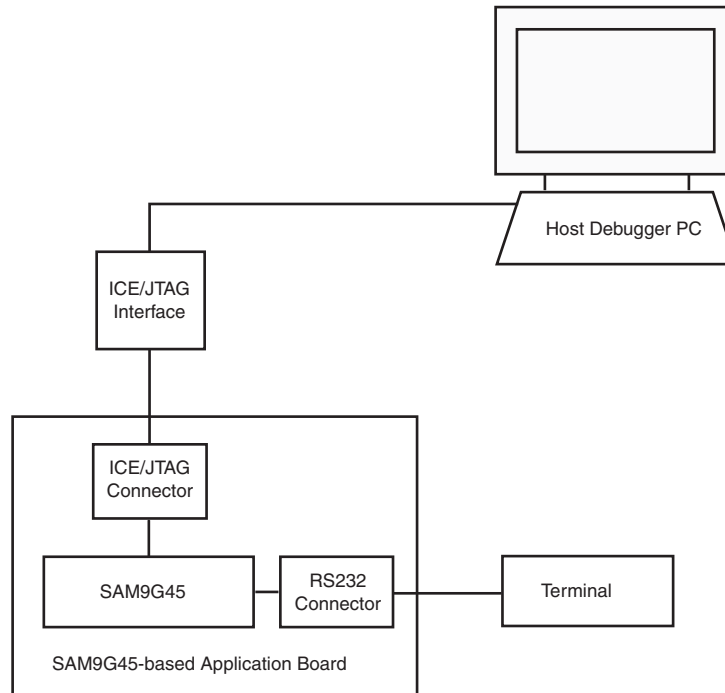 Host Debugger PC
ICE/JTAG
Interface
ICE/JTAG
Connector
SAM9G45
RS232
Connector
Terminal
SAM9G45-based Application Board